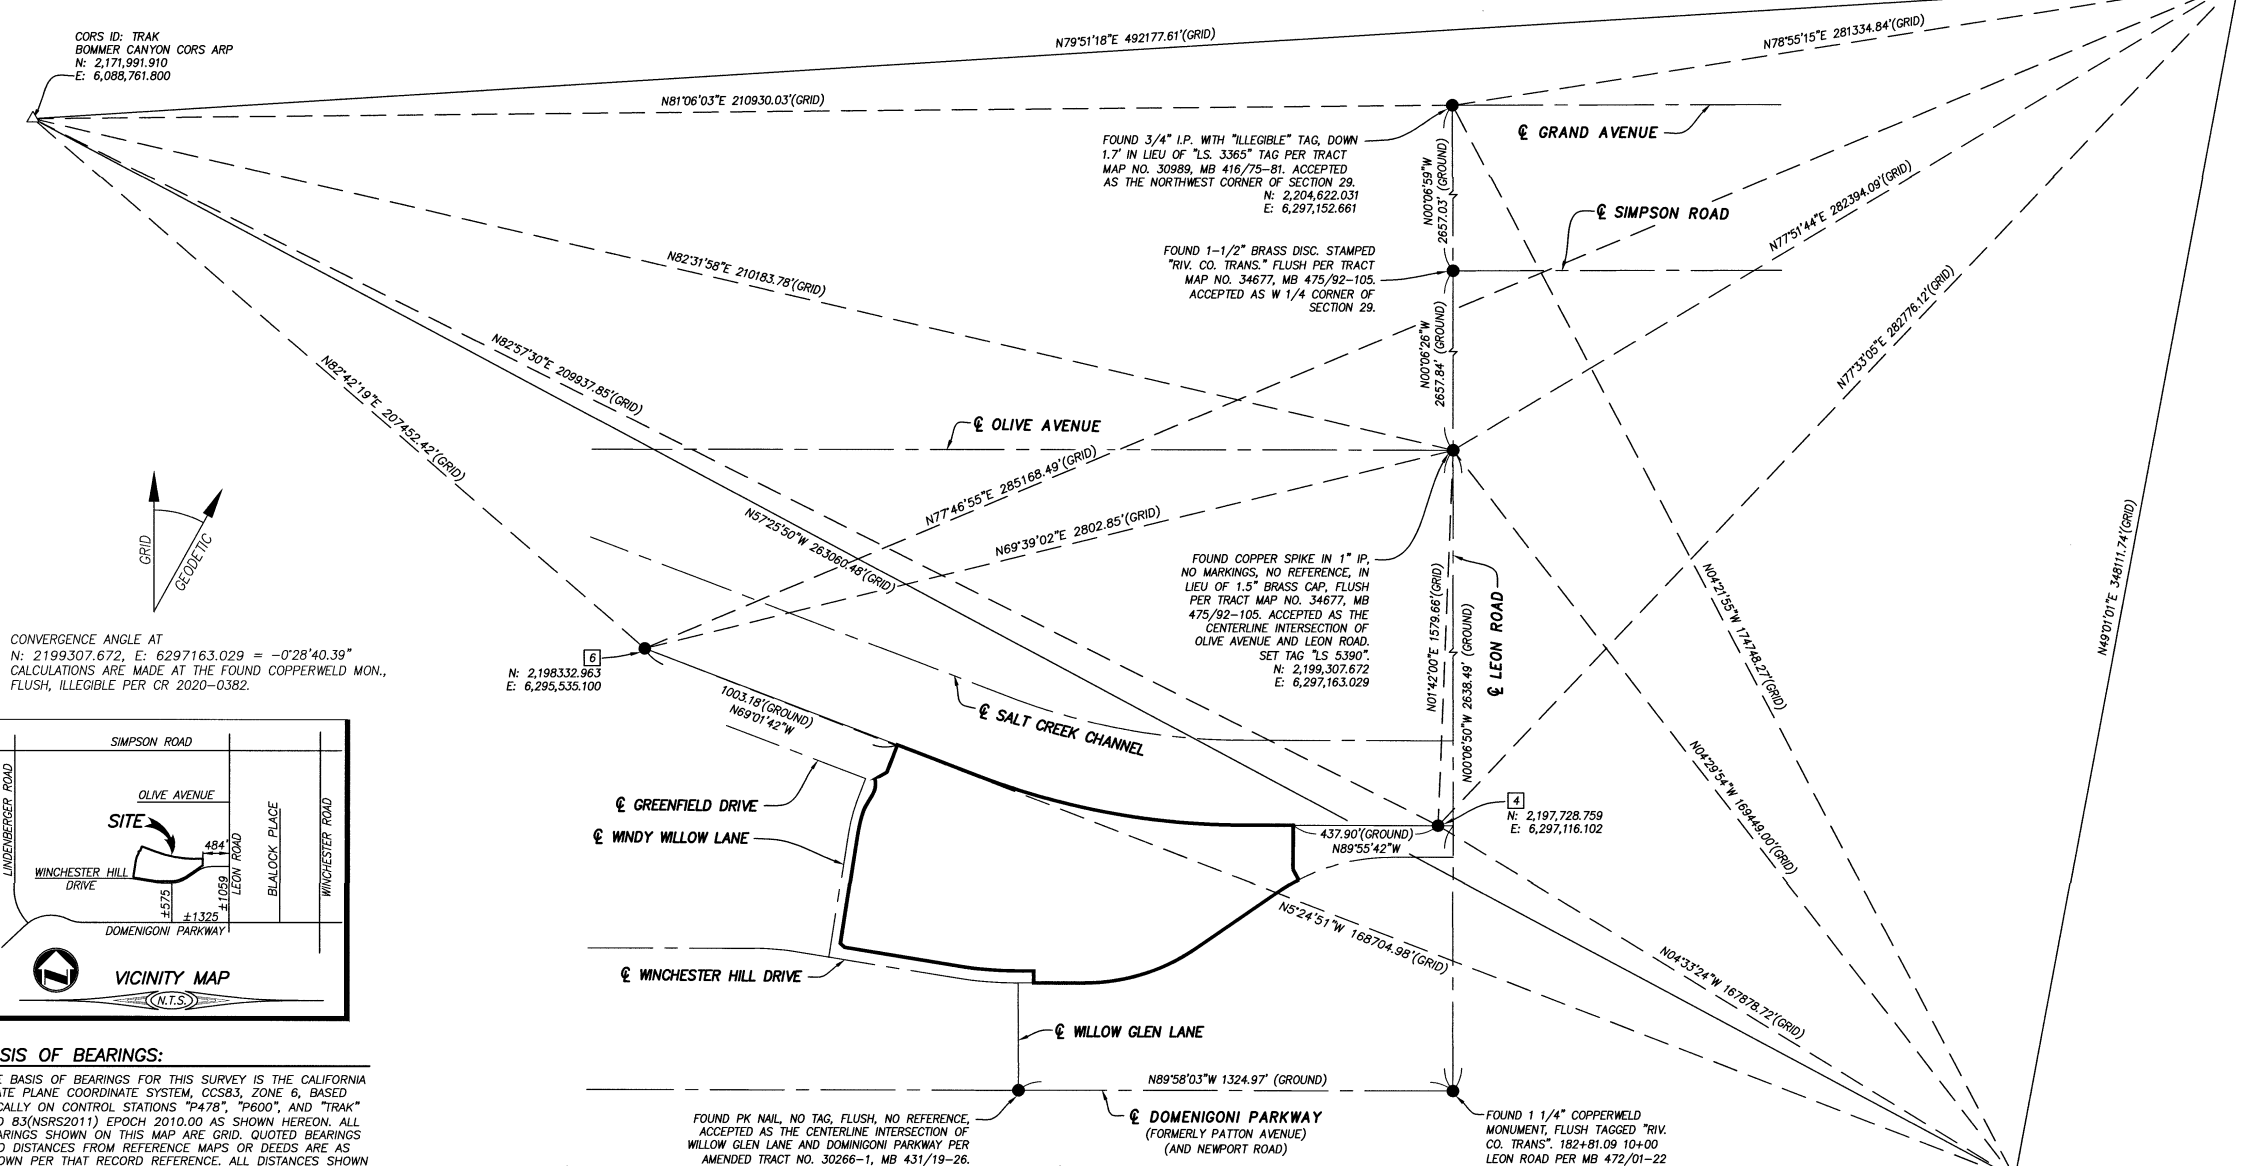 CORS ID: TRAK
BOMMER CANYON CORS ARP
N: 2,171,991.910
E: 6,088,761.800
N79°51'18"E 492177.61'(GRID)
N78°55'15"E 281334.84'(GRID)
N81°06'03"E 210930.03'(GRID)
℄ GRAND AVENUE
FOUND 3/4" I.P. WITH "ILLEGIBLE" TAG, DOWN
1.7' IN LIEU OF "LS. 3365" TAG PER TRACT
MAP NO. 30989, MB 416/75-81. ACCEPTED
AS THE NORTHWEST CORNER OF SECTION 29.
N: 2,204,622.031
E: 6,297,152.661
N00°06'59"W
2657.03' (GROUND)
℄ SIMPSON ROAD
N77°51'44"E 282394.09'(GRID)
FOUND 1-1/2" BRASS DISC. STAMPED
"RIV. CO. TRANS." FLUSH PER TRACT
MAP NO. 34677, MB 475/92-105.
ACCEPTED AS W 1/4 CORNER OF
SECTION 29.
N82°31'58"E 210183.78'(GRID)
N00°06'26"W
2657.84' (GROUND)
N77°33'05"E 282776.12'(GRID)
N82°57'30"E 209937.85'(GRID)
N82°42'19"E 207452.42'(GRID)
℄ OLIVE AVENUE
N77°46'55"E 285168.49'(GRID)
N57°25'50"W 263060.48'(GRID)
N69°39'02"E 2802.85'(GRID)
GRID
GEODETIC
FOUND COPPER SPIKE IN 1" IP,
NO MARKINGS, NO REFERENCE, IN
LIEU OF 1.5" BRASS CAP, FLUSH
PER TRACT MAP NO. 34677, MB
475/92-105. ACCEPTED AS THE
CENTERLINE INTERSECTION OF
OLIVE AVENUE AND LEON ROAD.
SET TAG "LS 5390".
N: 2,199,307.672
E: 6,297,163.029
N01°42'00"E 1579.66'(GRID)
N00°06'50"W 2638.49' (GROUND)
℄ LEON ROAD
N04°21'55"W 174748.27'(GRID)
N49°01'01"E 348111.74'(GRID)
CONVERGENCE ANGLE AT
N: 2199307.672, E: 6297163.029 = -0°28'40.39"
CALCULATIONS ARE MADE AT THE FOUND COPPERWELD MON.,
FLUSH, ILLEGIBLE PER CR 2020-0382.
6
N: 2,198332.963
E: 6,295,535.100
1003.18'(GROUND)
N69°01'42"W
℄ SALT CREEK CHANNEL
N04°29'54"W 169449.00'(GRID)
℄ GREENFIELD DRIVE
℄ WINDY WILLOW LANE
4
N: 2,197,728.759
E: 6,297,116.102
437.90'(GROUND)
N89°55'42"W
N5°24'51"W 168704.98'(GRID)
N04°33'24"W 167878.72'(GRID)
℄ WINCHESTER HILL DRIVE
℄ WILLOW GLEN LANE
SIMPSON ROAD
LINDENBERGER ROAD
OLIVE AVENUE
SITE
484'
LEON ROAD
BLALOCK PLACE
WINCHESTER ROAD
WINCHESTER HILL
DRIVE
±575
±1325
±1059
DOMENIGONI PARKWAY
VICINITY MAP
N.T.S.
N89°58'03"W 1324.97' (GROUND)
℄ DOMENIGONI PARKWAY
(FORMERLY PATTON AVENUE)
(AND NEWPORT ROAD)
FOUND PK NAIL, NO TAG, FLUSH, NO REFERENCE,
ACCEPTED AS THE CENTERLINE INTERSECTION OF
WILLOW GLEN LANE AND DOMINIGONI PARKWAY PER
AMENDED TRACT NO. 30266-1, MB 431/19-26.
FOUND 1 1/4" COPPERWELD
MONUMENT, FLUSH TAGGED "RIV.
CO. TRANS". 182+81.09 10+00
LEON ROAD PER MB 472/01-22
SIS OF BEARINGS:
E BASIS OF BEARINGS FOR THIS SURVEY IS THE CALIFORNIA
ATE PLANE COORDINATE SYSTEM, CCS83, ZONE 6, BASED
CALLY ON CONTROL STATIONS "P478", "P600", AND "TRAK"
D 83(NSRS2011) EPOCH 2010.00 AS SHOWN HEREON. ALL
ARINGS SHOWN ON THIS MAP ARE GRID. QUOTED BEARINGS
D DISTANCES FROM REFERENCE MAPS OR DEEDS ARE AS
OWN PER THAT RECORD REFERENCE. ALL DISTANCES SHOWN